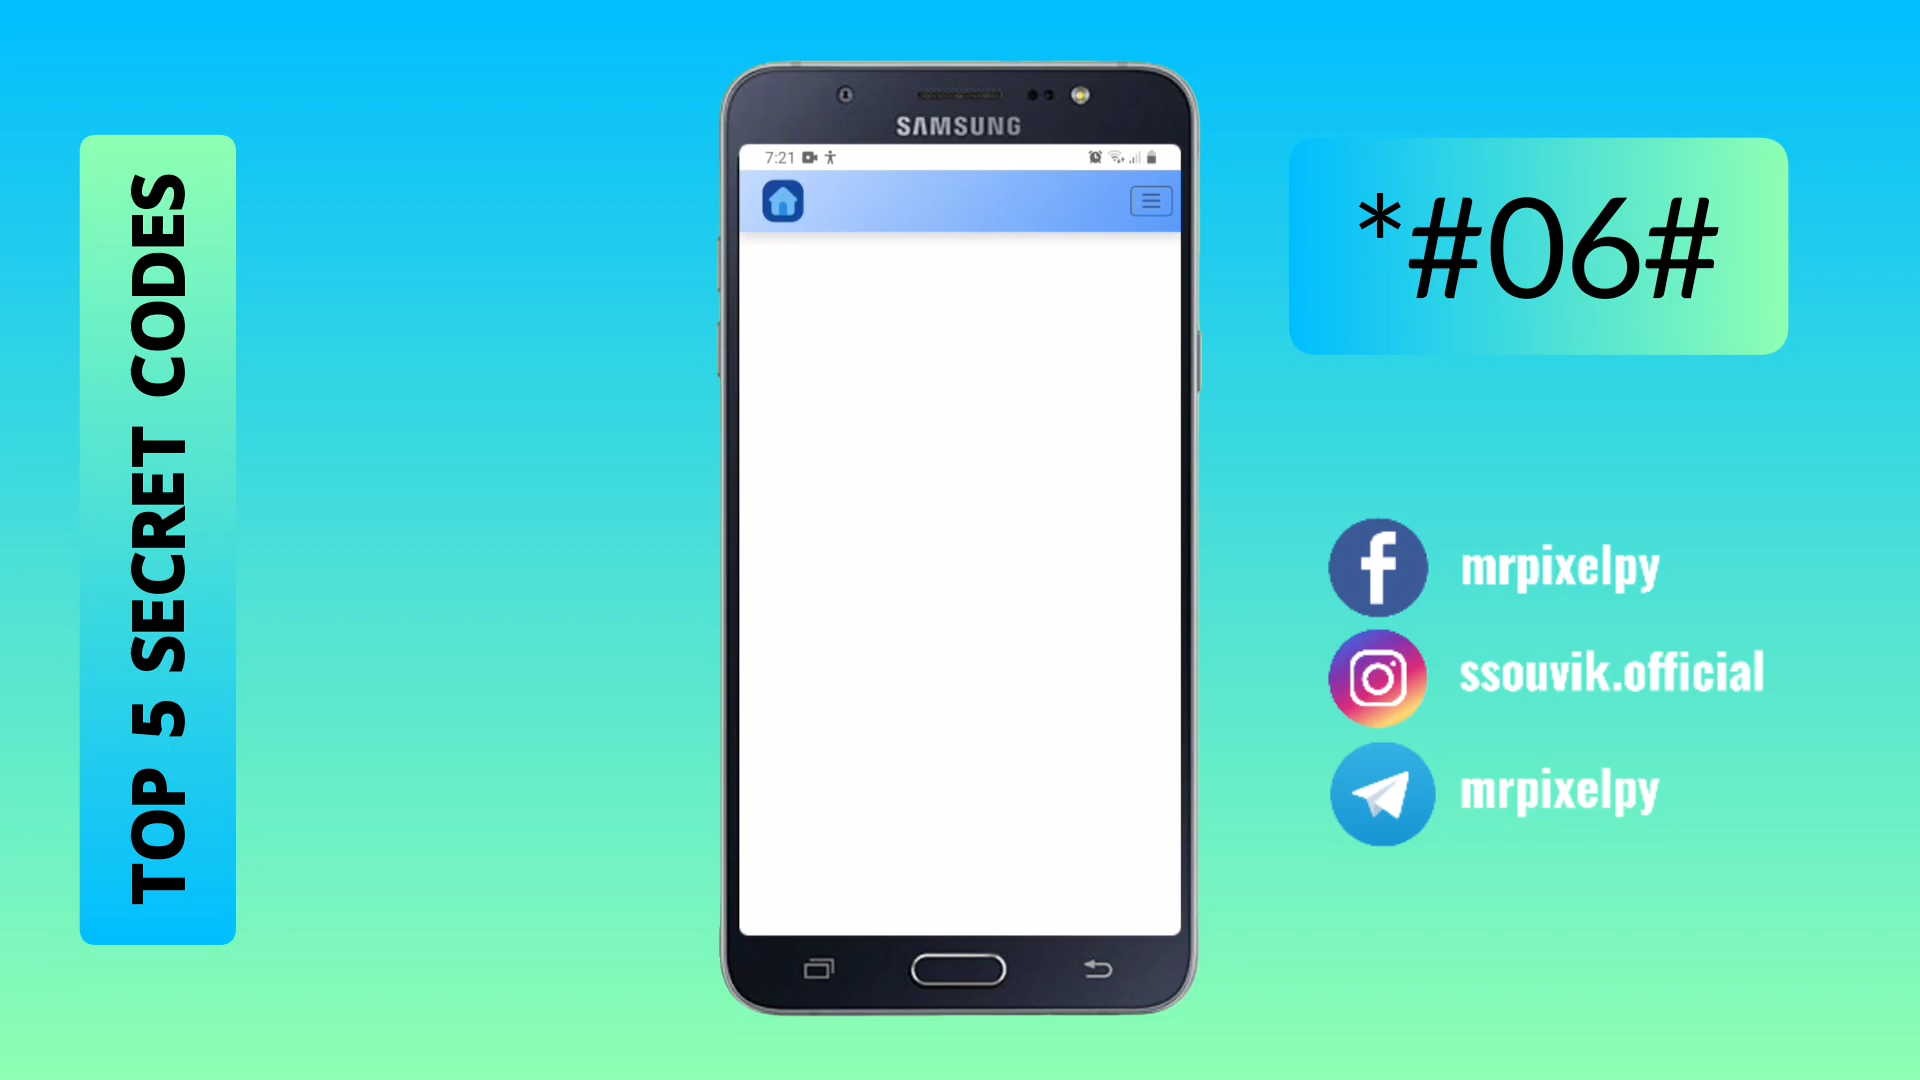 TOP 5 SECRET CODES
SAMSUNG
7:21
*#06#
mrpixelpy
ssouvik.official
mrpixelpy